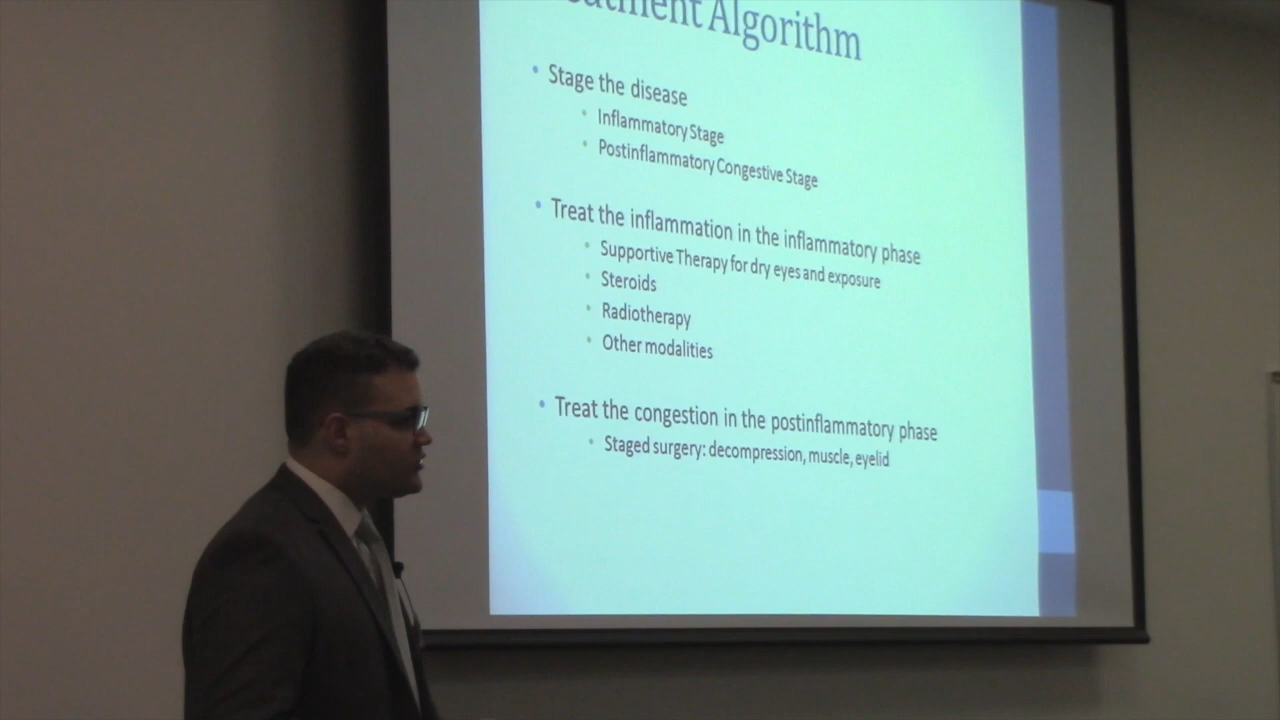 Algorithm
• Stage the disease
• Inflammatory Stage
• Postinflammatory Congestive Stage
• Treat the inflammation in the inflammatory phase
• Supportive Therapy for dry eyes and exposure
• Steroids
• Radiotherapy
• Other modalities
• Treat the congestion in the postinflammatory phase
• Staged surgery: decompression, muscle, eyelid